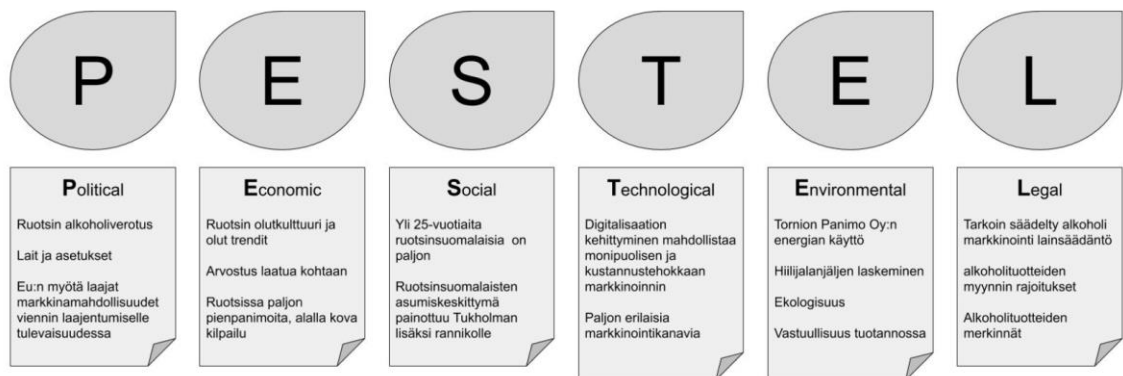 P
E
S
T
E
L
Political
Ruotsin alkoholiverotus
Lait ja asetukset
Eu:n myötä laajat
markkinamahdollisuudet
viennin laajentumiselle
tulevaisuudessa
Economic
Ruotsin olutkulttuuri ja
olut trendit
Arvostus laatua kohtaan
Ruotsissa paljon
pienpanimoita, alalla kova
kilpailu
Social
Yli 25-vuotiaita
ruotsinsuomalaisia on
paljon
Ruotsinsuomalaisten
asumiskeskittymä
painottuu Tukholman
lisäksi rannikolle
Technological
Digitalisaation
kehittyminen mahdollistaa
monipuolisen ja
kustannustehokkaan
markkinoinnin
Paljon erilaisia
markkinointikanavia
Environmental
Tornion Panimo Oy:n
energian käyttö
Hiilijalanjäljen laskeminen
Ekologisuus
Vastuullisuus tuotannossa
Legal
Tarkoin säädelty alkoholi
markkinointi lainsäädäntö
alkoholituotteiden
myynnin rajoitukset
Alkoholituotteiden
merkinnät